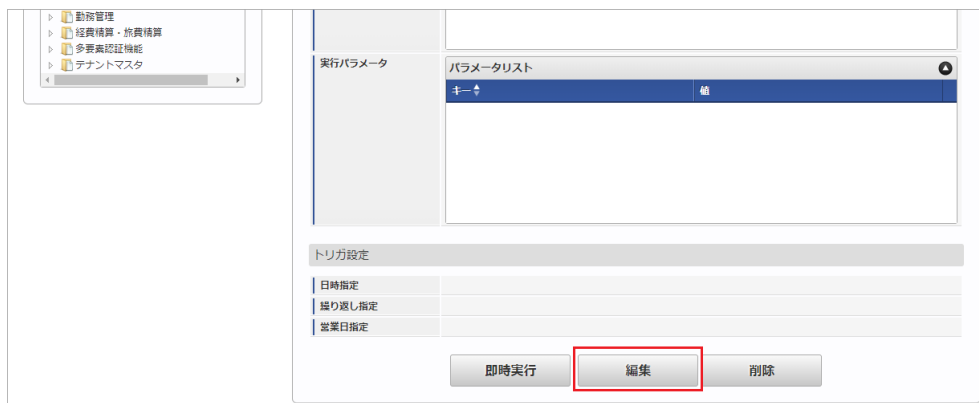 勤務管理
経費精算・旅費精算
多要素認証機能
テナントマスタ
実行パラメータ
パラメータリスト
キー 値
トリガ設定
日時指定
繰り返し指定
営業日指定
即時実行 編集 削除